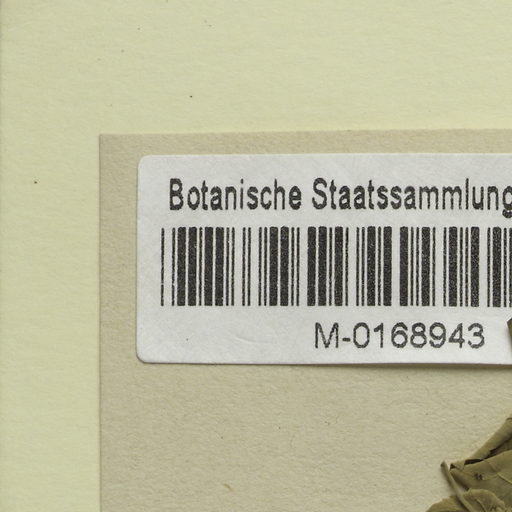 Botanische Staatssammlung
M-0168943